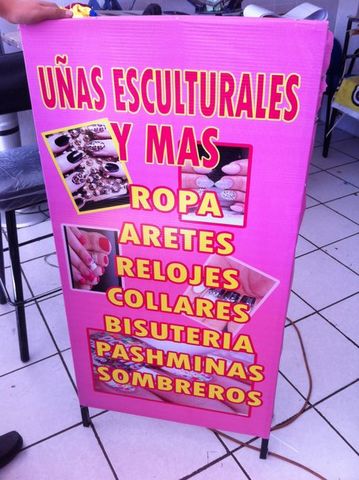 UÑAS ESCULTURALES
Y MAS
ROPA
ARETES
RELOJES
COLLARES
BISUTERIA
PASHMINAS
SOMBREROS